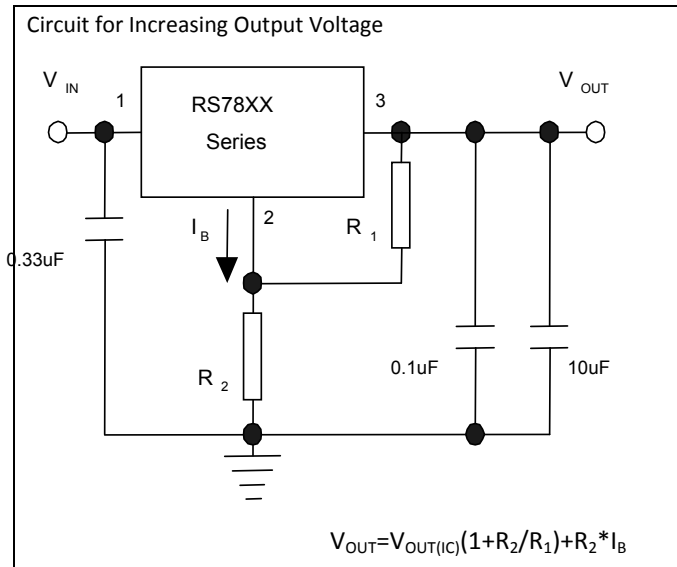 Circuit for Increasing Output Voltage
V IN
1
RS78XX
Series
3
V OUT
2
I B
R 1
0.33uF
R 2
0.1uF
10uF
VOUT=VOUT(IC)(1+R2/R1)+R2*IB